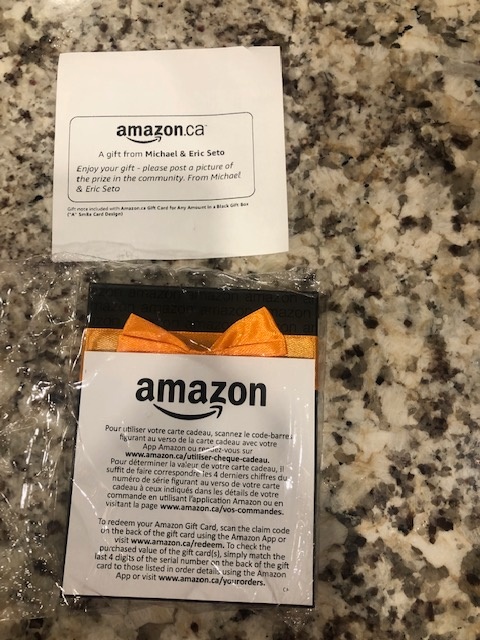 amazon.ca
A gift from Michael & Eric Seto
Enjoy your gift - please post a picture of
the prize in the community. From Michael
& Eric Seto
Gift note included with Amazon.ca Gift Card for Any Amount in a Black Gift Box
("A" Smile Card Design)
amazon
Pour utiliser votre carte cadeau, scannez le code-barres
figurant au verso de la carte cadeau avec votre
App Amazon ou rendez-vous sur
www.amazon.ca/utiliser-cheque-cadeau.
Pour déterminer la valeur de votre carte cadeau, il
suffit de faire correspondre les 4 derniers chiffres du
numéro de série figurant au verso de votre carte
cadeau à ceux indiqués dans les détails de votre
commande en utilisant l'application Amazon ou en
visitant la page www.amazon.ca/vos-commandes.
To redeem your Amazon Gift Card, scan the claim code
on the back of the gift card using the Amazon App or
visit www.amazon.ca/redeem. To check the
purchased value of the gift card(s), simply match the
last 4 digits of the serial number on the back of the gift
card to those listed in order details using the Amazon
App or visit www.amazon.ca/yourorders.